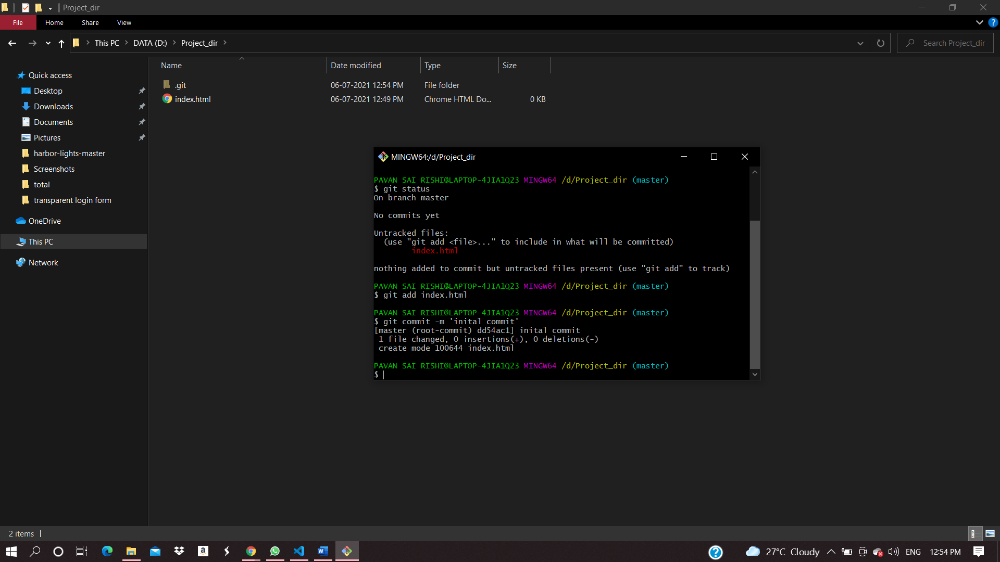 Project_dir
File Home Share View
This PC DATA (D:) Project_dir
Search Project_dir
Name Date modified Type Size
.git 06-07-2021 12:54 PM File folder
index.html 06-07-2021 12:49 PM Chrome HTML Do... 0 KB
Quick access
Desktop
Downloads
Documents
Pictures
harbor-lights-master
Screenshots
total
transparent login form
OneDrive
This PC
Network
MINGW64:/d/Project_dir
PAVAN SAI RISHI@LAPTOP-4JIA1Q23 MINGW64 /d/Project_dir (master)
$ git status
On branch master
No commits yet
Untracked files:
(use "git add <file>..." to include in what will be committed)
index.html
nothing added to commit but untracked files present (use "git add" to track)
PAVAN SAI RISHI@LAPTOP-4JIA1Q23 MINGW64 /d/Project_dir (master)
$ git add index.html
PAVAN SAI RISHI@LAPTOP-4JIA1Q23 MINGW64 /d/Project_dir (master)
$ git commit -m 'inital commit'
[master (root-commit) dd54ac1] inital commit
1 file changed, 0 insertions(+), 0 deletions(-)
create mode 100644 index.html
PAVAN SAI RISHI@LAPTOP-4JIA1Q23 MINGW64 /d/Project_dir (master)
$
2 items
27°C Cloudy ENG 12:54 PM